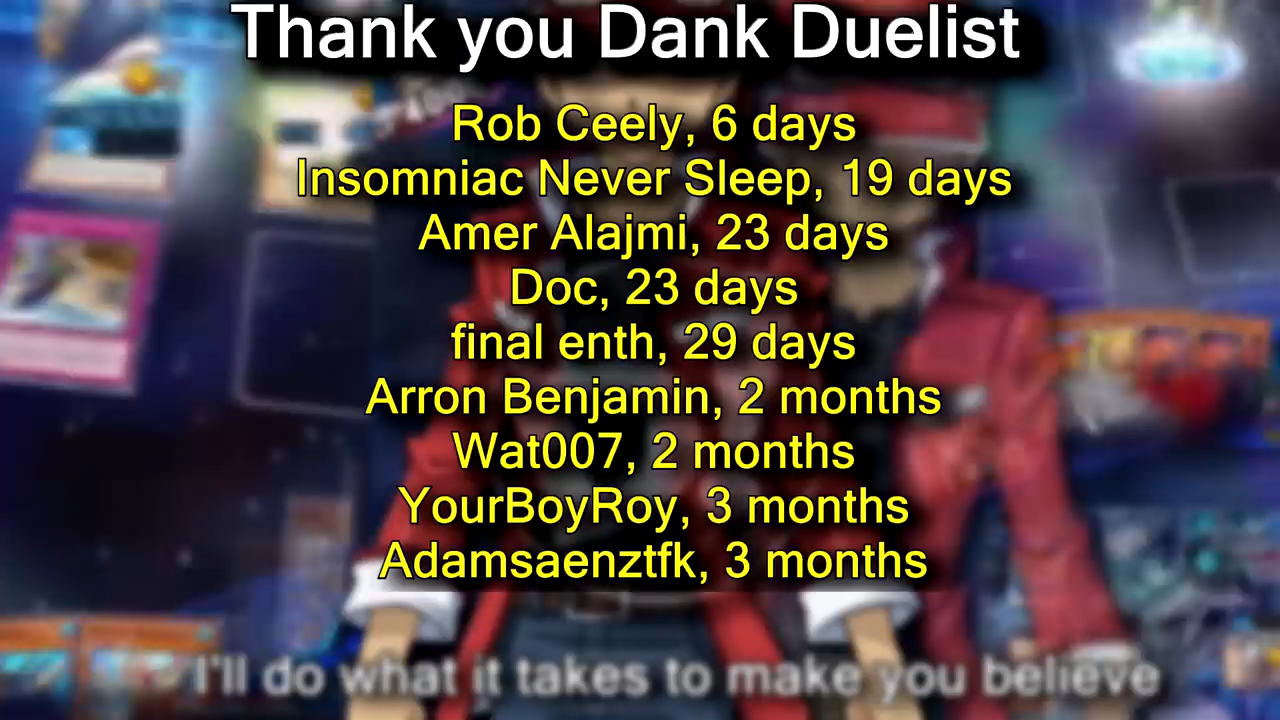 Thank you Dank Duelist
Rob Ceely, 6 days
Insomniac Never Sleep, 19 days
Amer Alajmi, 23 days
Doc, 23 days
final enth, 29 days
Arron Benjamin, 2 months
Wat007, 2 months
YourBoyRoy, 3 months
Adamsaenztfk, 3 months
I'll do what it takes to make you believe